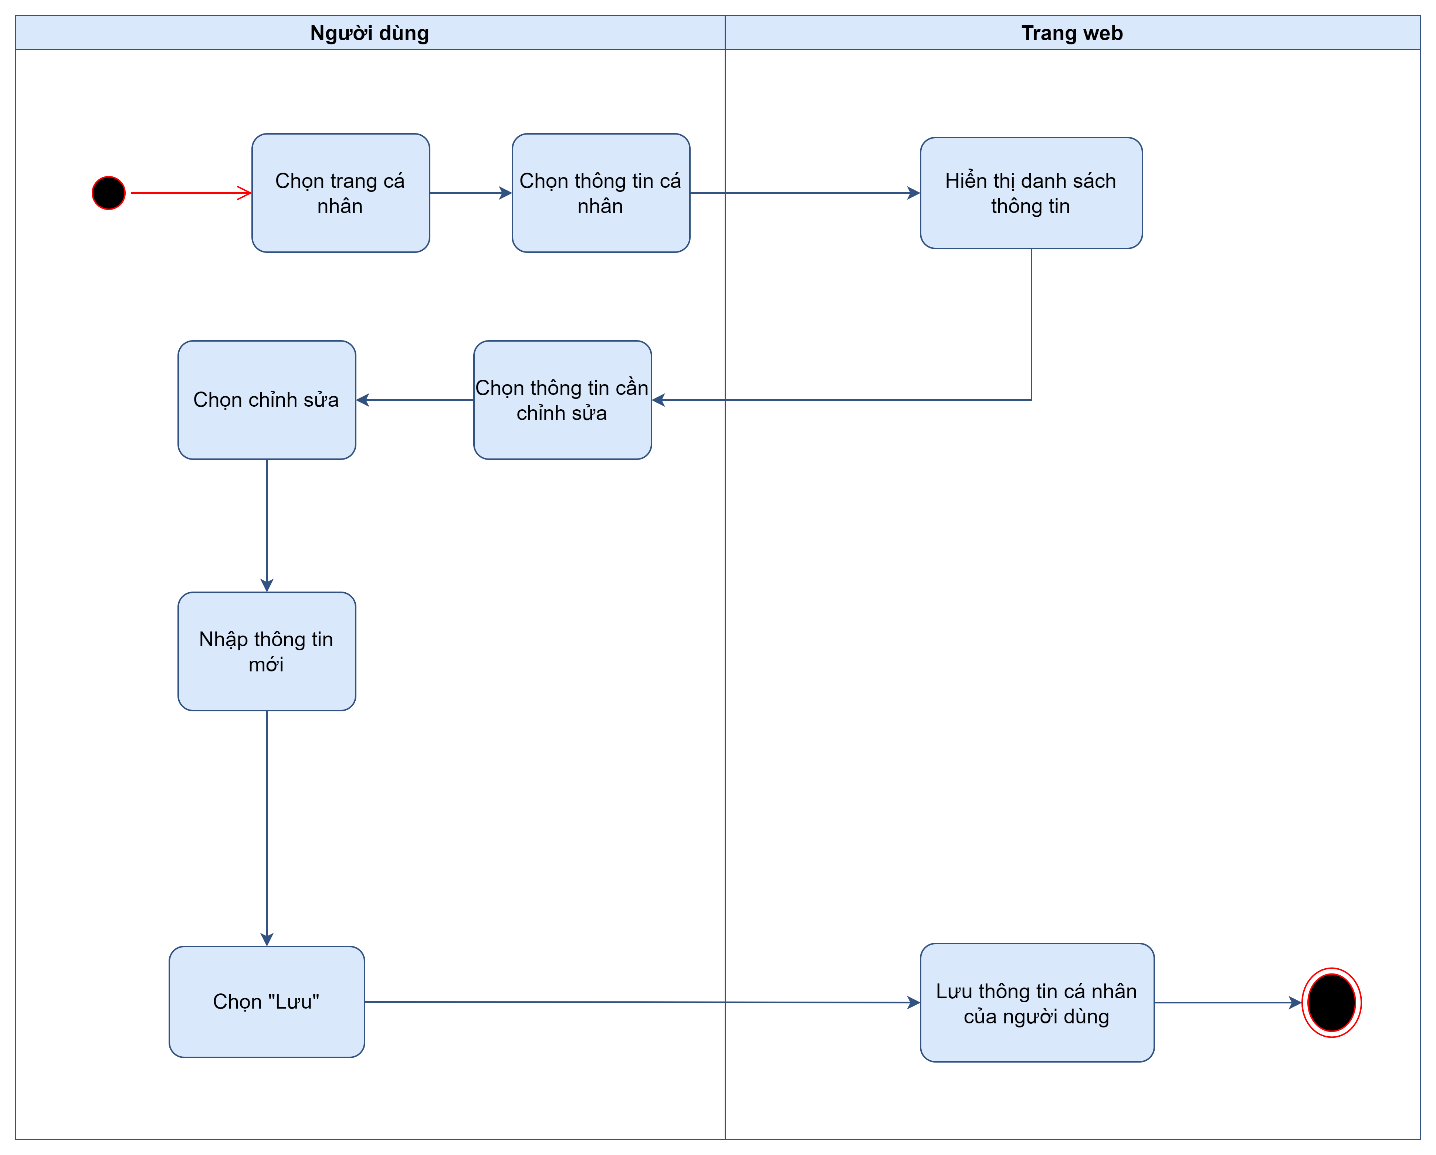 Người dùng
Trang web
Chọn trang cá
nhân
Chọn thông tin cá
nhân
Hiển thị danh sách
thông tin
Chọn chỉnh sửa
Chọn thông tin cần
chỉnh sửa
Nhập thông tin
mới
Chọn "Lưu"
Lưu thông tin cá nhân
của người dùng